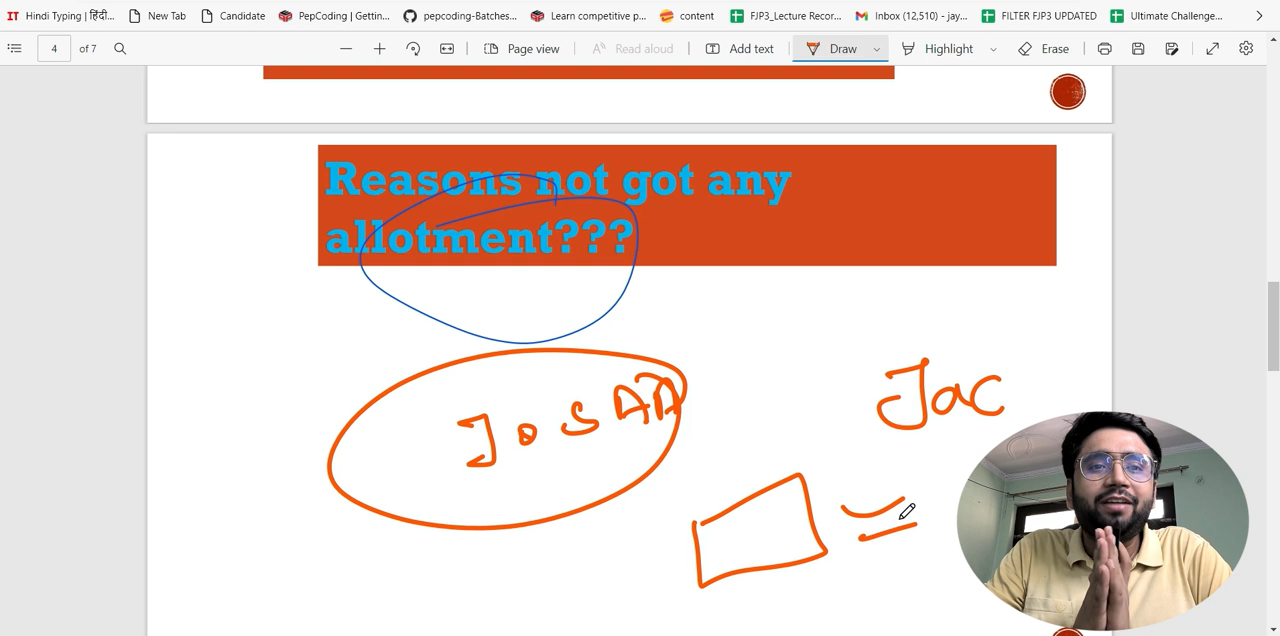 Hindi Typing | हिंदी... New Tab Candidate PepCoding | Gettin... pepcoding-Batches... Learn competitive p... content FJP3_Lecture Recor... Inbox (12,510) - jay... FILTER FJP3 UPDATED Ultimate Challenge...
4 of 7 Page view Read aloud Add text Draw Highlight Erase
Reasons not got any
allotment???
JoSAA
Jac